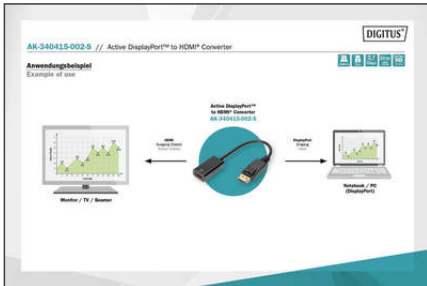 DIGITUS®
AK-340415-002-S // Active DisplayPort™ to HDMI® Converter
Anwendungsbeispiel
Example of use
Active DisplayPort™
to HDMI® Converter
AK-340415-002-S
HDMI
DisplayPort
Monitor / TV / Beamer
Notebook / PC
(DisplayPort)